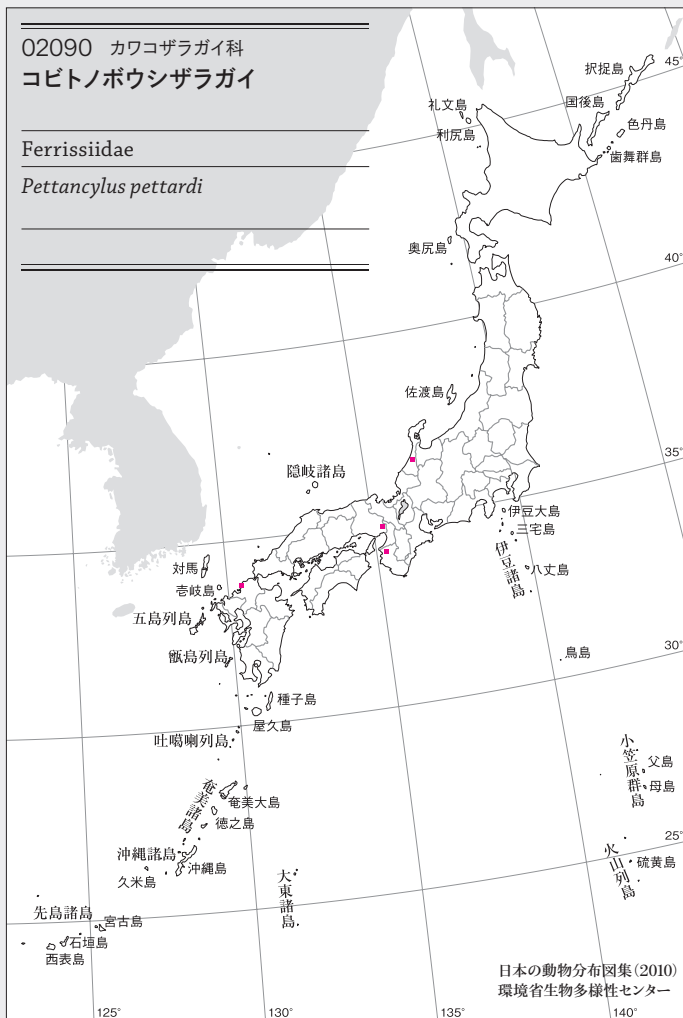 02090 カワコザラガイ科
コビトノボウシザラガイ
Ferrissiidae
Pettancylus pettardi
択捉島
45°
国後島
礼文島
色丹島
利尻島
歯舞群島
奥尻島
40°
佐渡島
35°
隠岐諸島
伊豆大島
三宅島
伊豆諸島
八丈島
対馬
壱岐島
五島列島
甑島列島
鳥島
30°
種子島
屋久島
吐噶喇列島
小笠原群島
父島
母島
奄美諸島
奄美大島
徳之島
25°
沖縄諸島
沖縄島
久米島
火山列島
硫黄島
大東諸島
先島諸島
宮古島
石垣島
西表島
日本の動物分布図集(2010)
環境省生物多様性センター
125°
130°
135°
140°